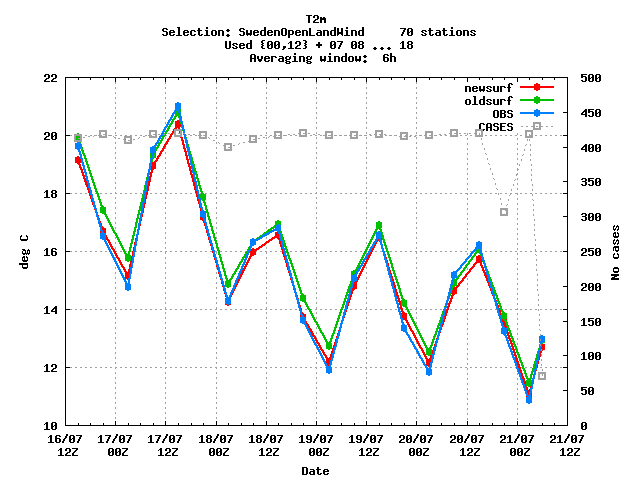 T2m
Selection: SwedenOpenLandWind     70 stations
Used {00,12} + 07 08 ... 18
Averaging window:  6h
newsurf
oldsurf
OBS
CASES
22
20
18
16
14
12
10
deg C
500
450
400
350
300
250
200
150
100
50
0
No cases
16/07 17/07 17/07 18/07 18/07 19/07 19/07 20/07 20/07 21/07 21/07
12Z 00Z 12Z 00Z 12Z 00Z 12Z 00Z 12Z 00Z 12Z
Date